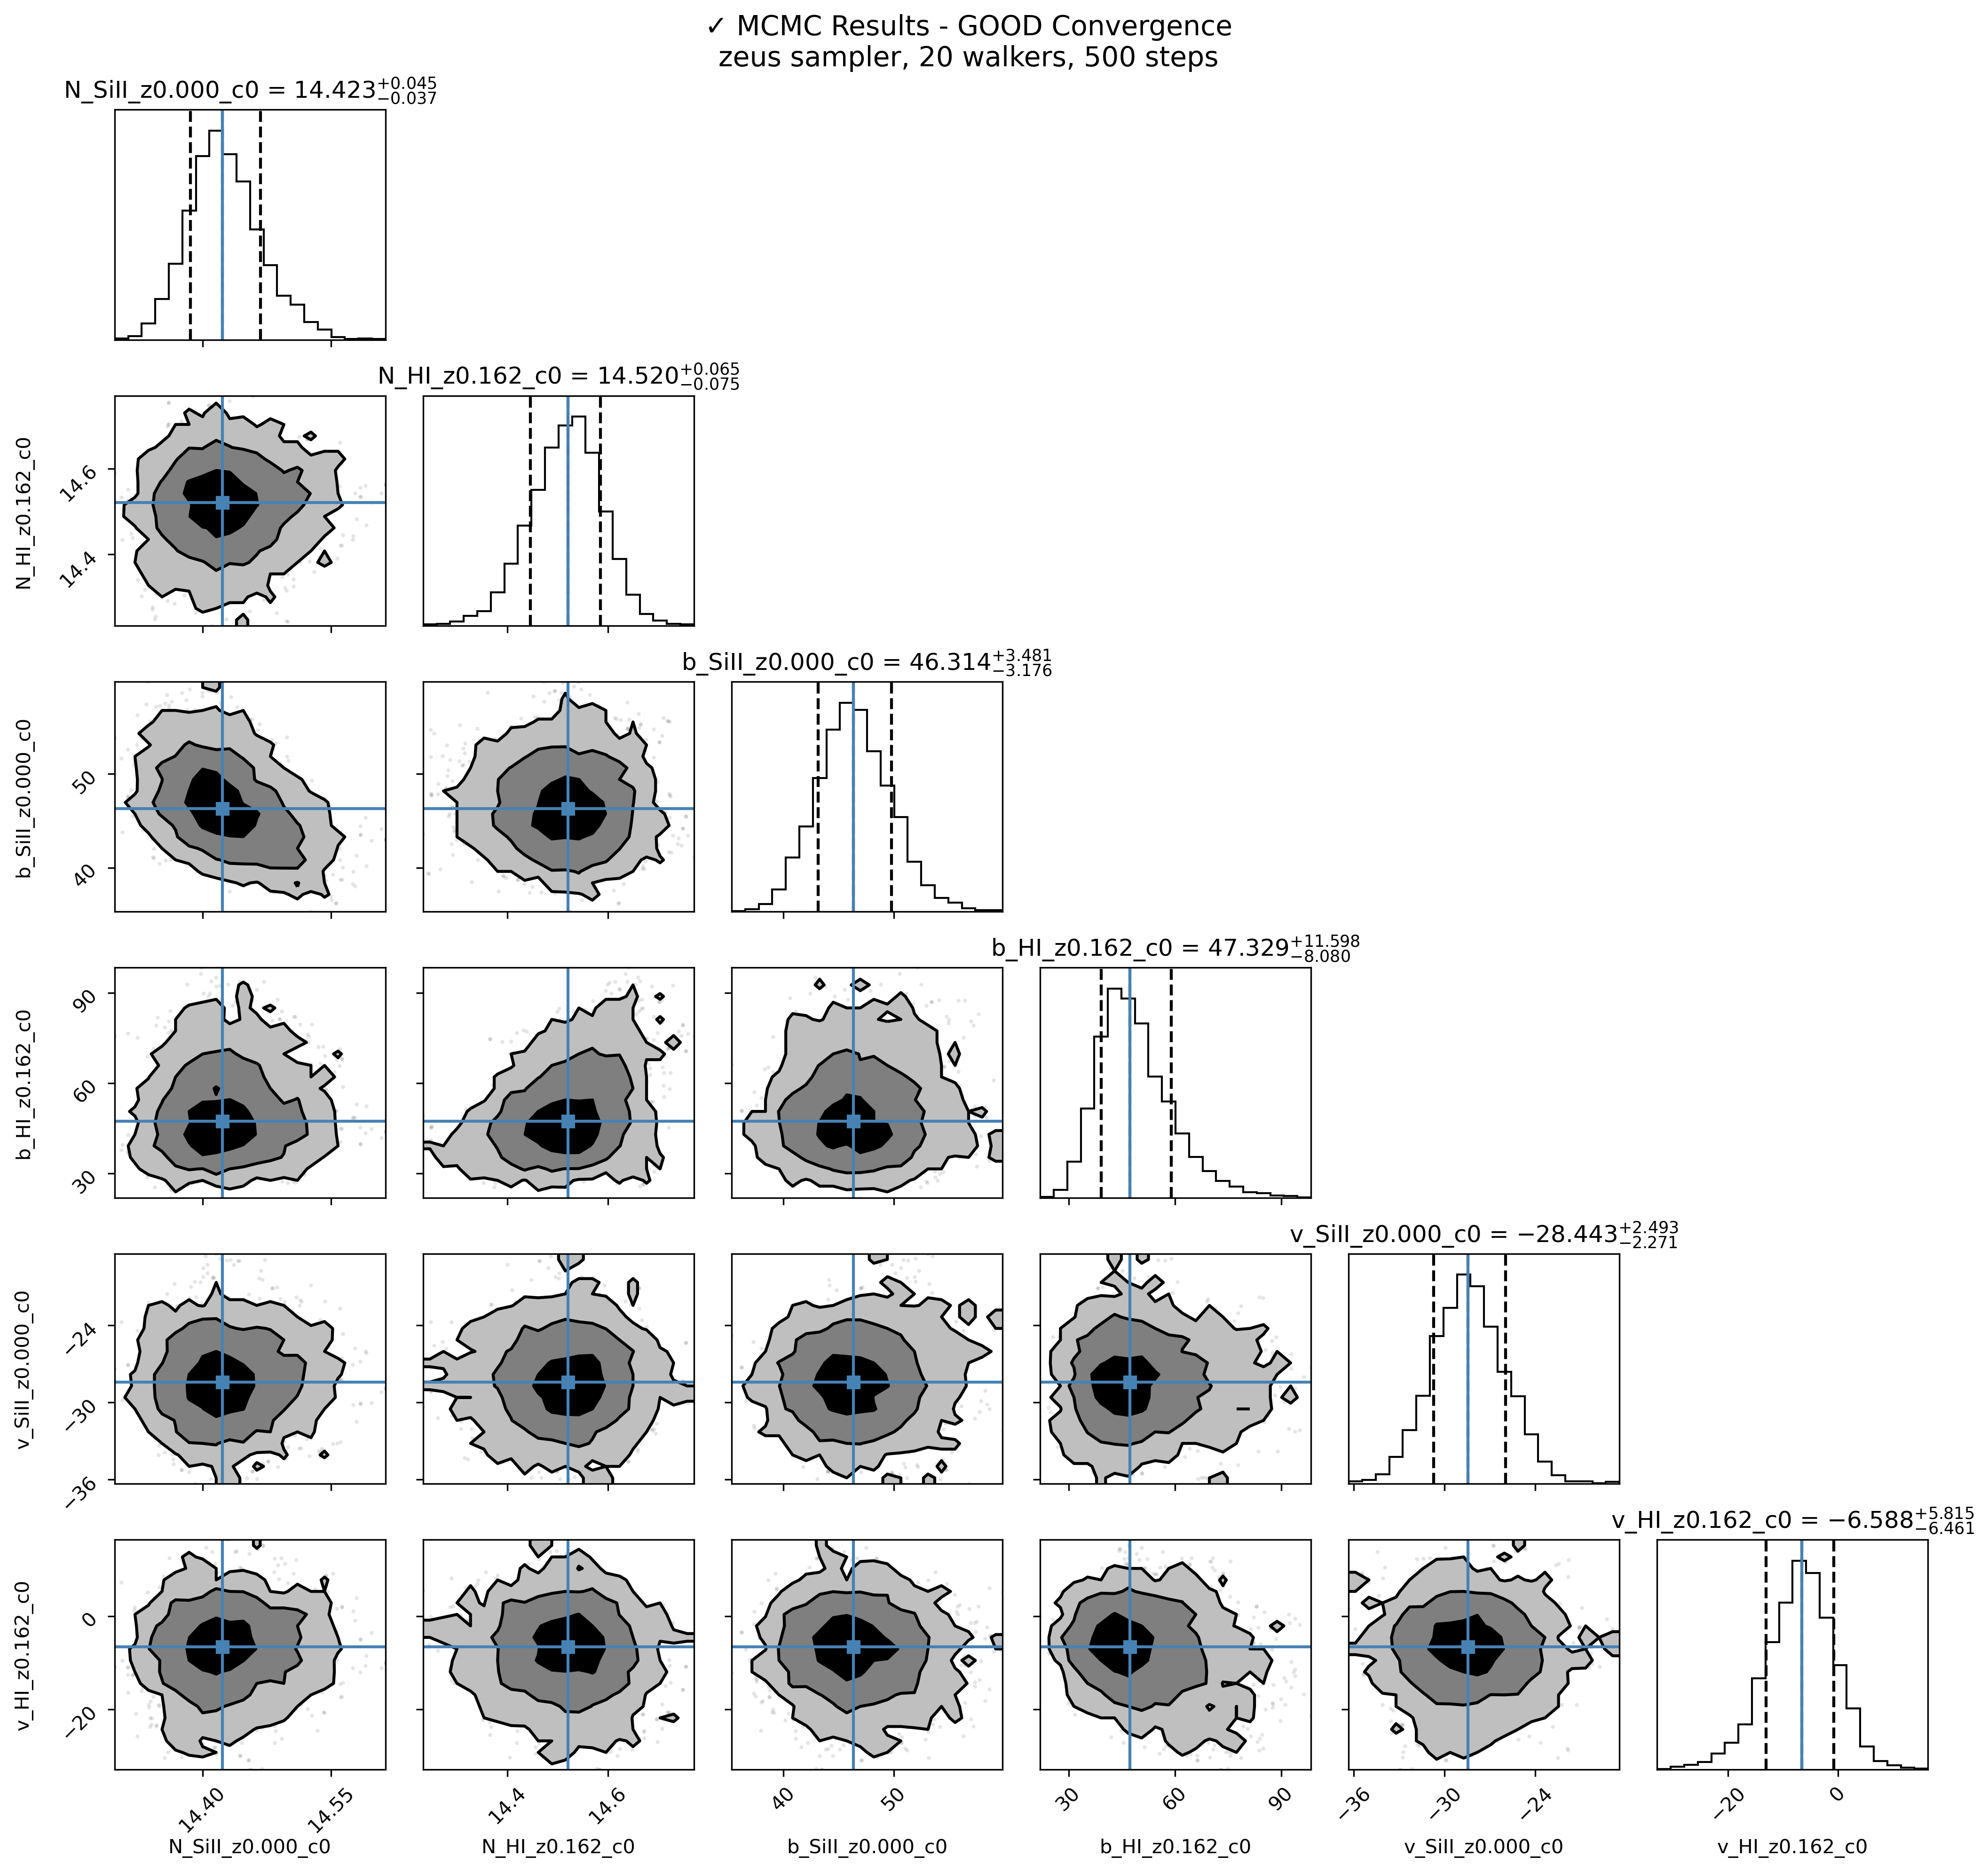 ✓ MCMC Results - GOOD Convergence
zeus sampler, 20 walkers, 500 steps
N_SiII_z0.000_c0 = 14.423+0.045−0.037
N_HI_z0.162_c0 = 14.520+0.065−0.075
N_HI_z0.162_c0
14.6
14.4
b_SiII_z0.000_c0 = 46.314+3.481−3.176
b_SiII_z0.000_c0
50
40
b_HI_z0.162_c0 = 47.329+11.598−8.080
b_HI_z0.162_c0
90
60
30
v_SiII_z0.000_c0 = −28.443+2.493−2.271
v_SiII_z0.000_c0
−24
−30
−36
v_HI_z0.162_c0 = −6.588+5.815−6.461
v_HI_z0.162_c0
0
−20
14.40 14.55 14.4 14.6 40 50 30 60 90 −36 −30 −24 −20 0
N_SiII_z0.000_c0 N_HI_z0.162_c0 b_SiII_z0.000_c0 b_HI_z0.162_c0 v_SiII_z0.000_c0 v_HI_z0.162_c0